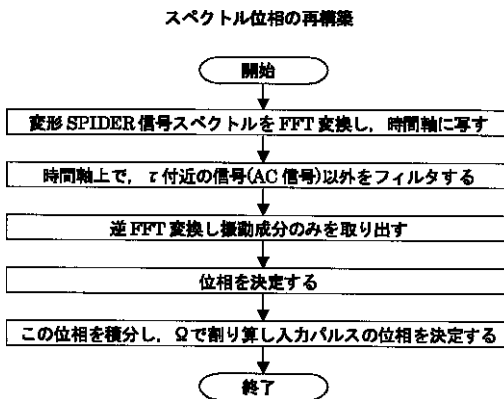 スペクトル位相の再構築
開始
変形SPIDER信号スペクトルをFFT変換し，時間軸に写す
時間軸上で，τ付近の信号(AC信号)以外をフィルタする
逆FFT変換し振動成分のみを取り出す
位相を決定する
この位相を積分し，Ωで割り算し入力パルスの位相を決定する
終了